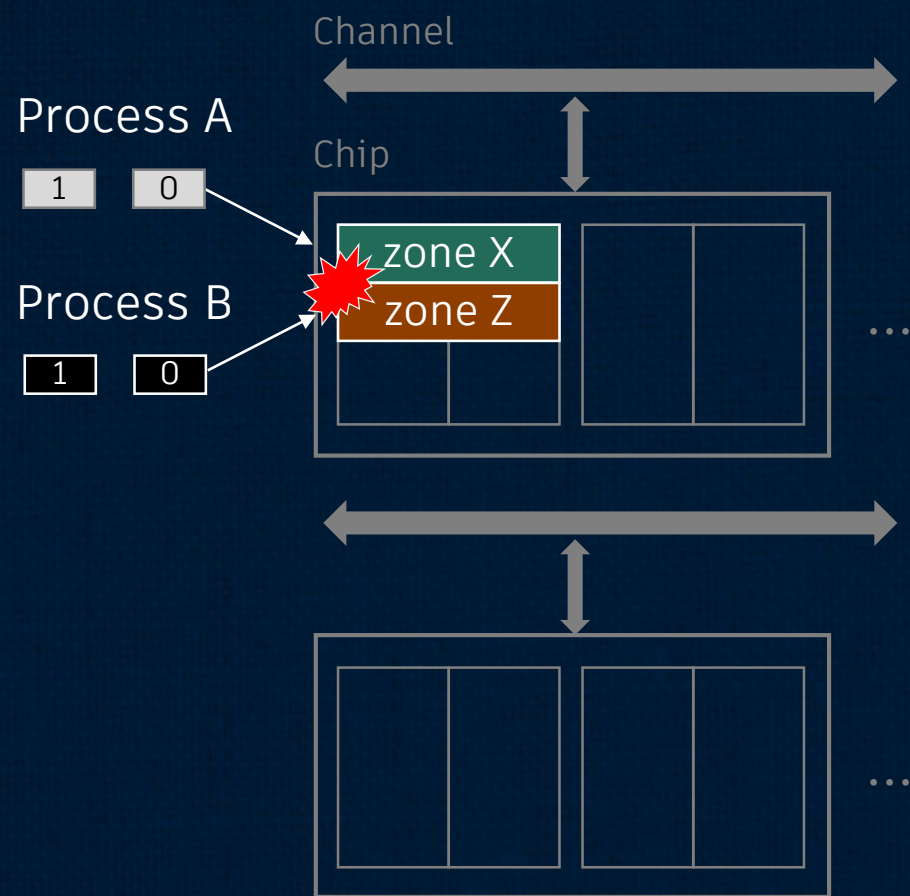 Channel
Process A
Chip
1 0
zone X
Process B
zone Z
...
1 0
...